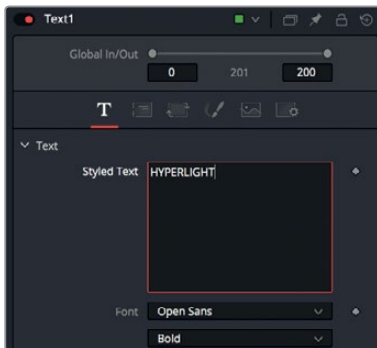 Text1
Global In/Out
0 201 200
T
Text
Styled Text HYPERLIGHT
Font Open Sans
Bold